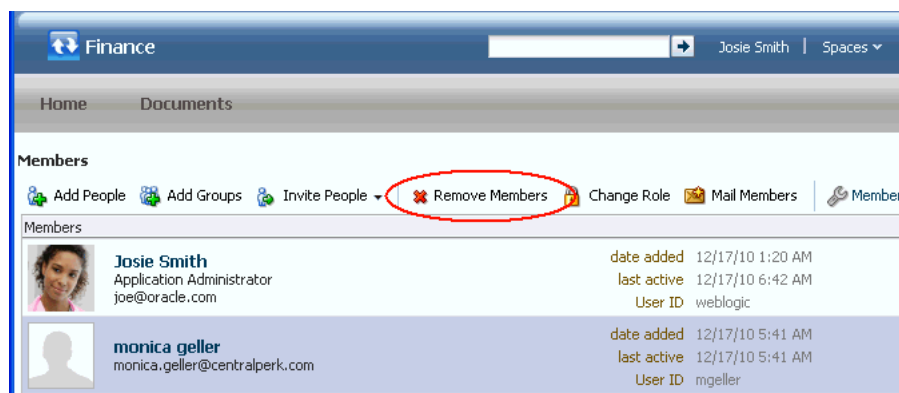 Finance
Josie Smith | Spaces
Home Documents
Members
Add People Add Groups Invite People Remove Members Change Role Mail Members Member
Members
Josie Smith
Application Administrator
joe@oracle.com
date added 12/17/10 1:20 AM
last active 12/17/10 6:42 AM
User ID weblogic
monica geller
monica.geller@centralperk.com
date added 12/17/10 5:41 AM
last active 12/17/10 5:41 AM
User ID mgeller